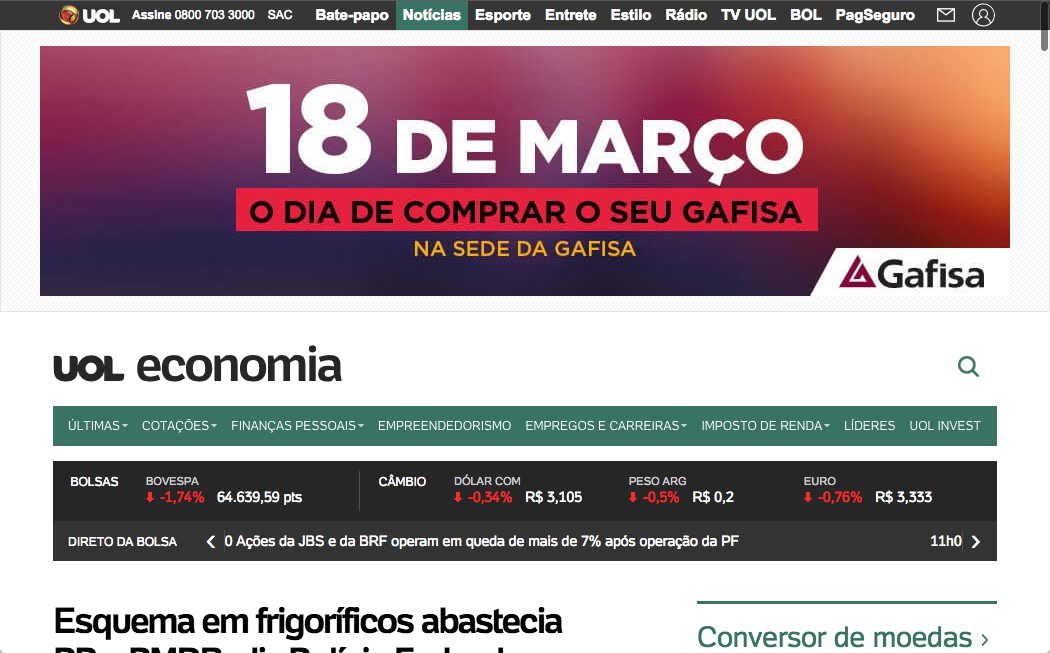 UOL Assine 0800 703 3000 SAC Bate-papo Notícias Esporte Entrete Estilo Rádio TV UOL BOL PagSeguro
18 DE MARÇO
O DIA DE COMPRAR O SEU GAFISA
NA SEDE DA GAFISA
Gafisa
UOL economia
ÚLTIMAS COTAÇÕES FINANÇAS PESSOAIS EMPREENDEDORISMO EMPREGOS E CARREIRAS IMPOSTO DE RENDA LÍDERES UOL INVEST
BOLSAS BOVESPA CÂMBIO DÓLAR COM PESO ARG EURO
-1,74% 64.639,59 pts -0,34% R$ 3,105 -0,5% R$ 0,2 -0,76% R$ 3,333
DIRETO DA BOLSA 0 Ações da JBS e da BRF operam em queda de mais de 7% após operação da PF 11h0
Esquema em frigoríficos abastecia
Conversor de moedas ›